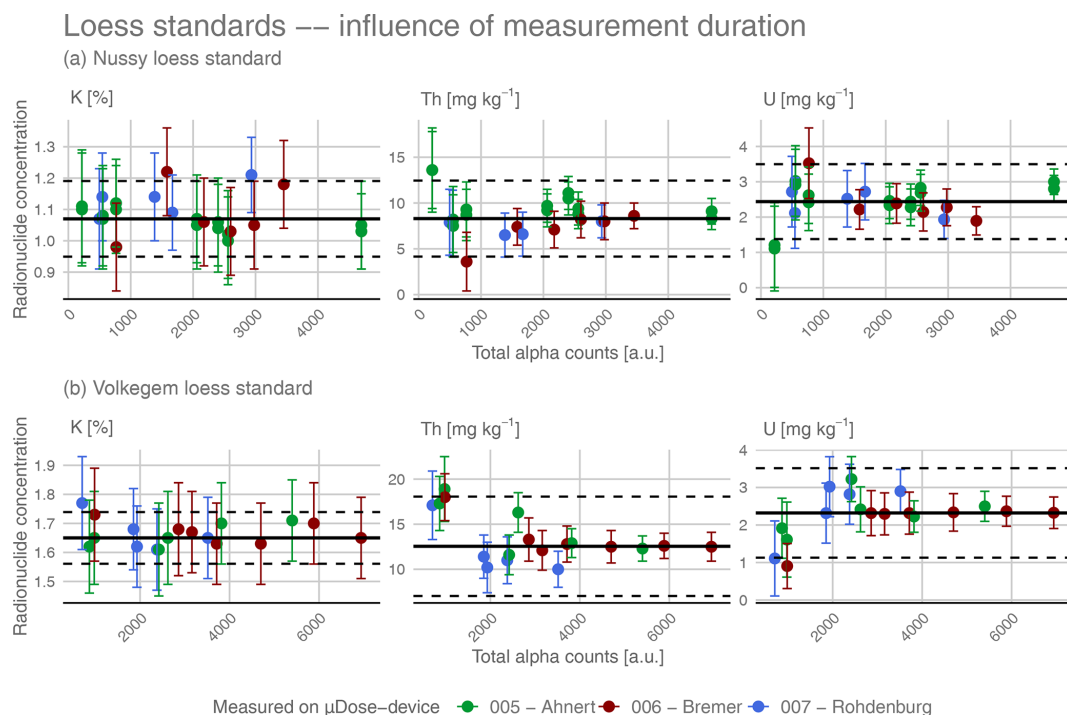 Loess standards −− influence of measurement duration
(a) Nussy loess standard
K [%]
Th [mg kg⁻¹]
U [mg kg⁻¹]
Radionuclide concentration
1.3
1.2
1.1
1.0
0.9
15
10
5
0
4
3
2
1
0
0 1000 2000 3000 4000
0 1000 2000 3000 4000
0 1000 2000 3000 4000
Total alpha counts [a.u.]
(b) Volkegem loess standard
K [%]
Th [mg kg⁻¹]
U [mg kg⁻¹]
Radionuclide concentration
1.9
1.8
1.7
1.6
1.5
20
15
10
4
3
2
1
0
2000 4000 6000
2000 4000 6000
2000 4000 6000
Total alpha counts [a.u.]
Measured on µDose−device 005 − Ahnert 006 − Bremer 007 − Rohdenburg